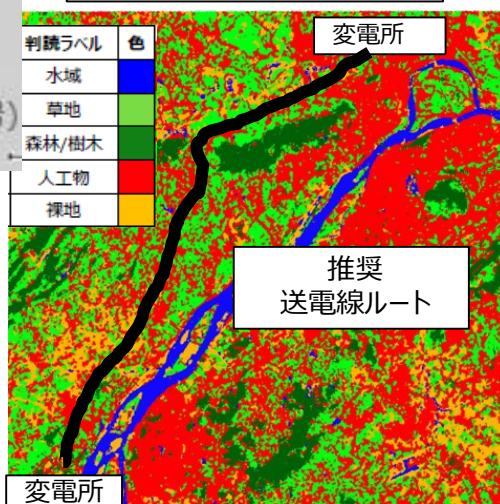 変電所
判読ラベル 色
水域
草地
森林/樹木
人工物
裸地
推奨
送電線ルート
変電所